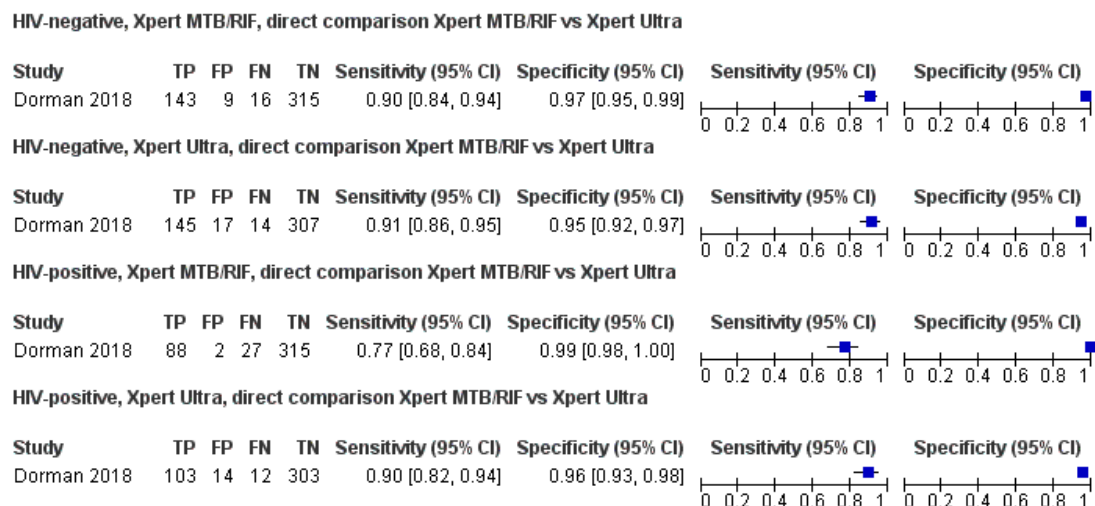 HIV-negative, Xpert MTB/RIF, direct comparison Xpert MTB/RIF vs Xpert Ultra
Study TP FP FN TN Sensitivity (95% CI) Specificity (95% CI) Sensitivity (95% CI) Specificity (95% CI)
Dorman 2018 143 9 16 315 0.90 [0.84, 0.94] 0.97 [0.95, 0.99]
0 0.2 0.4 0.6 0.8 1 0 0.2 0.4 0.6 0.8 1
HIV-negative, Xpert Ultra, direct comparison Xpert MTB/RIF vs Xpert Ultra
Study TP FP FN TN Sensitivity (95% CI) Specificity (95% CI) Sensitivity (95% CI) Specificity (95% CI)
Dorman 2018 145 17 14 307 0.91 [0.86, 0.95] 0.95 [0.92, 0.97]
0 0.2 0.4 0.6 0.8 1 0 0.2 0.4 0.6 0.8 1
HIV-positive, Xpert MTB/RIF, direct comparison Xpert MTB/RIF vs Xpert Ultra
Study TP FP FN TN Sensitivity (95% CI) Specificity (95% CI) Sensitivity (95% CI) Specificity (95% CI)
Dorman 2018 88 2 27 315 0.77 [0.68, 0.84] 0.99 [0.98, 1.00]
0 0.2 0.4 0.6 0.8 1 0 0.2 0.4 0.6 0.8 1
HIV-positive, Xpert Ultra, direct comparison Xpert MTB/RIF vs Xpert Ultra
Study TP FP FN TN Sensitivity (95% CI) Specificity (95% CI) Sensitivity (95% CI) Specificity (95% CI)
Dorman 2018 103 14 12 303 0.90 [0.82, 0.94] 0.96 [0.93, 0.98]
0 0.2 0.4 0.6 0.8 1 0 0.2 0.4 0.6 0.8 1